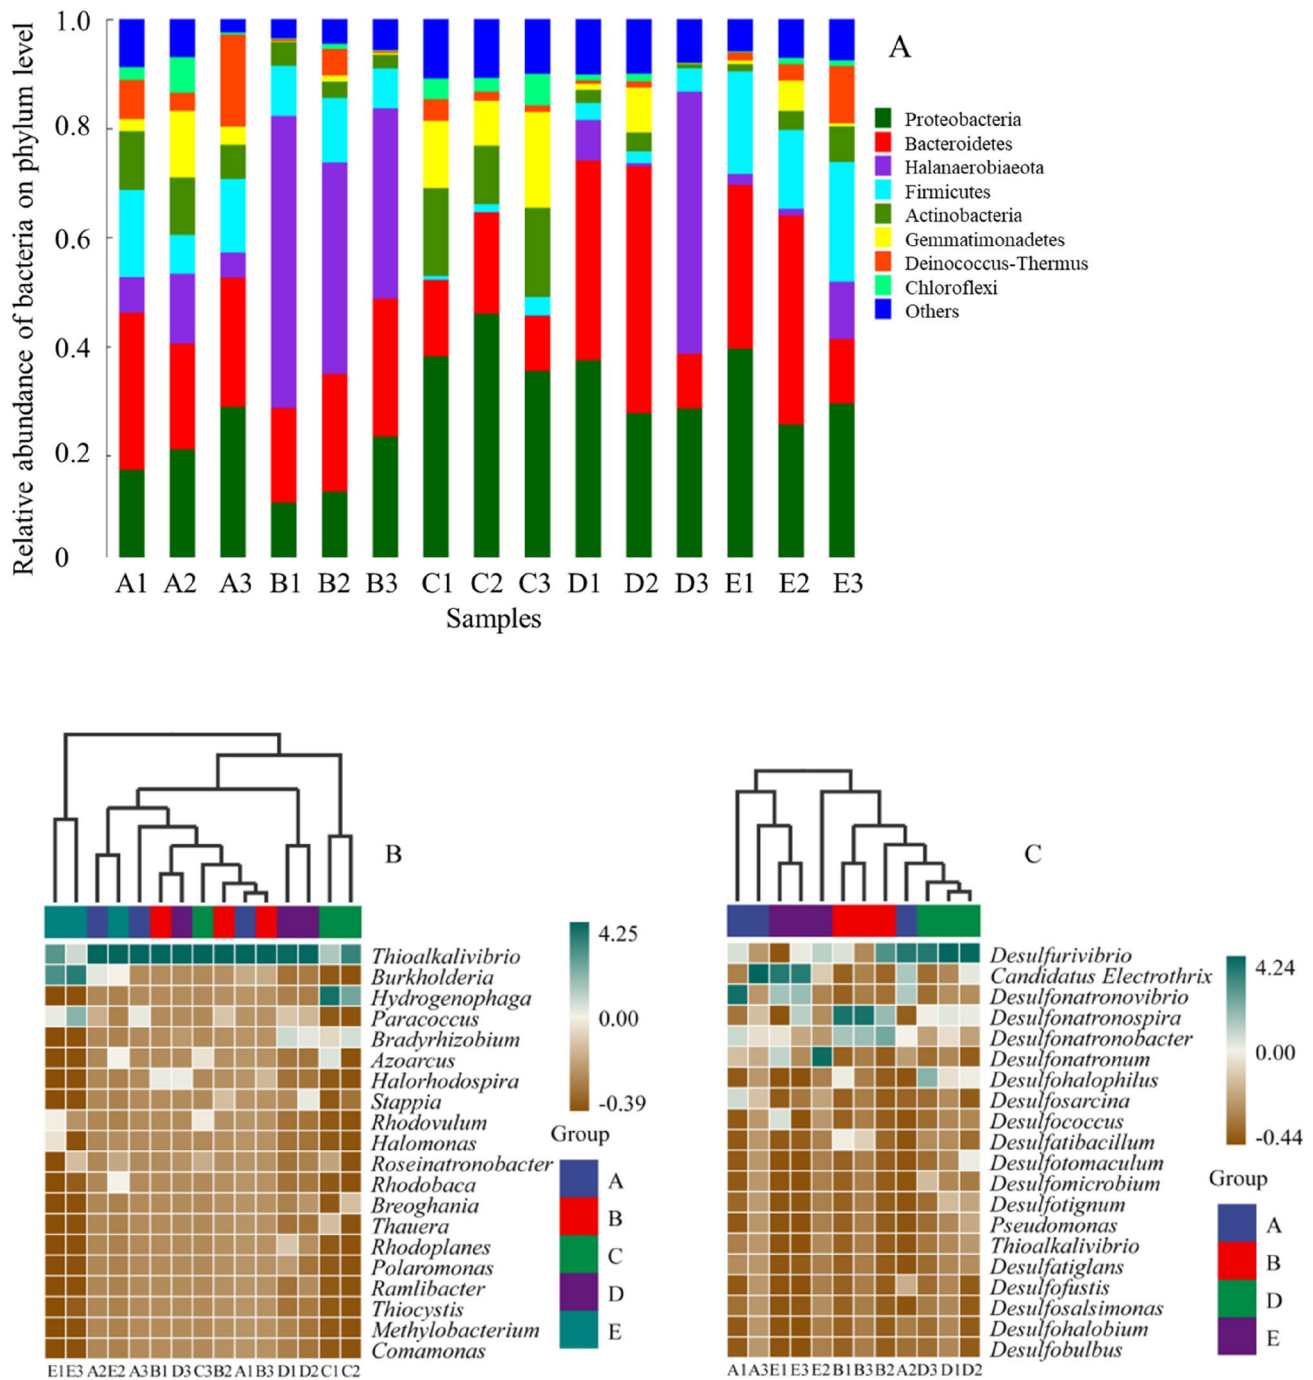 Relative abundance of bacteria on phylum level
1.0
0.8
0.6
0.4
0.2
0
A1 A2 A3 B1 B2 B3 C1 C2 C3 D1 D2 D3 E1 E2 E3
Samples
A
Proteobacteria
Bacteroidetes
Halanaerobiaeota
Firmicutes
Actinobacteria
Gemmatimonadetes
Deinococcus-Thermus
Chloroflexi
Others
B
Thioalkalivibrio
Burkholderia
Hydrogenophaga
Paracoccus
Bradyrhizobium
Azoarcus
Halorhodospira
Stappia
Rhodovulum
Halomonas
Roseinatronobacter
Rhodobaca
Breoghania
Thauera
Rhodoplanes
Polaromonas
Ramlibacter
Thiocystis
Methylobacterium
Comamonas
E1 E3 A2 E2 A3 B1 D3 C3 B2 A1 B3 D1 D2 C1 C2
4.25
0.00
-0.39
Group
A
B
C
D
E
C
Desulfurivibrio
Candidatus Electrothrix
Desulfonatronovibrio
Desulfonatronospira
Desulfonatronobacter
Desulfonatronum
Desulfohalophilus
Desulfosarcina
Desulfococcus
Desulfatibacillum
Desulfotomaculum
Desulfomicrobium
Desulfotignum
Pseudomonas
Thioalkalivibrio
Desulfatiglans
Desulfofustis
Desulfosalsimonas
Desulfohalobium
Desulfobulbus
A1 A3 E1 E3 E2 B1 B3 B2 A2 D3 D1 D2
4.24
0.00
-0.44
Group
A
B
D
E